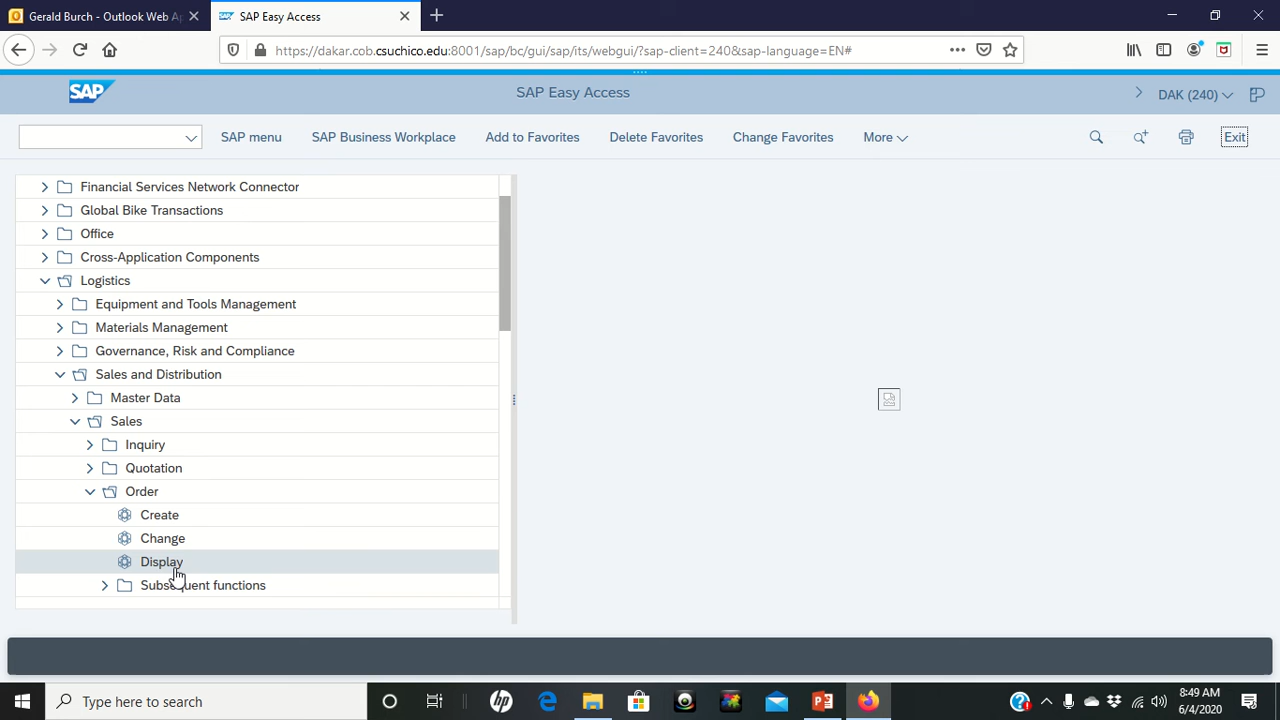 Gerald Burch - Outlook Web Ap
SAP Easy Access
https://dakar.cob.csuchico.edu:8001/sap/bc/gui/sap/its/webgui/?sap-client=240&sap-language=EN#
SAP
SAP Easy Access
DAK (240)
SAP menu
SAP Business Workplace
Add to Favorites
Delete Favorites
Change Favorites
More
Exit
Financial Services Network Connector
Global Bike Transactions
Office
Cross-Application Components
Logistics
Equipment and Tools Management
Materials Management
Governance, Risk and Compliance
Sales and Distribution
Master Data
Sales
Inquiry
Quotation
Order
Create
Change
Display
Subsequent functions
Type here to search
8:49 AM
6/4/2020